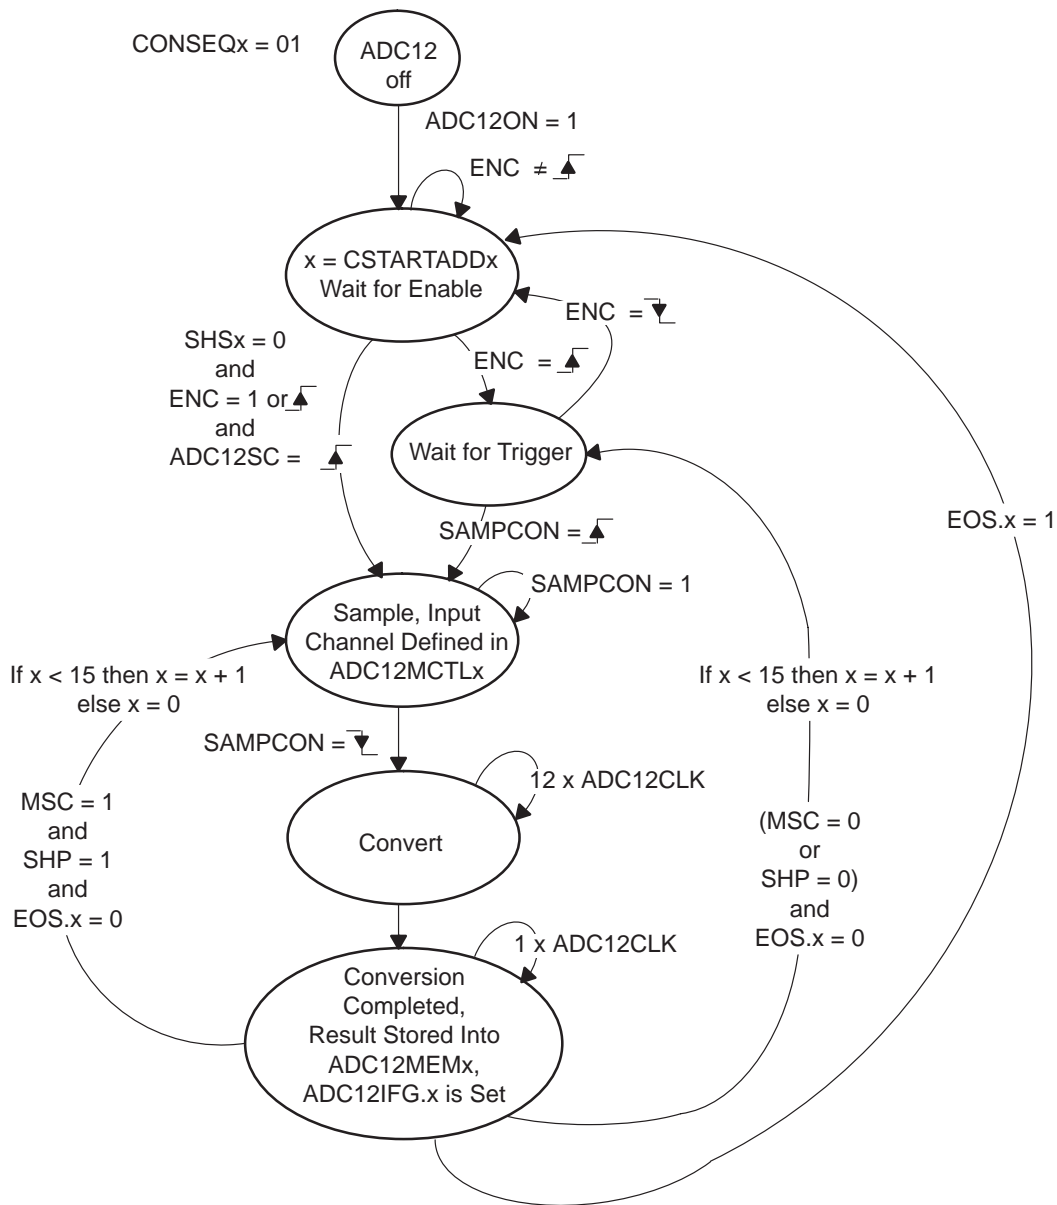 CONSEQx = 01
ADC12
off
ADC12ON = 1
ENC ≠
x = CSTARTADDx
Wait for Enable
ENC =
SHSx = 0
and
ENC = 1 or
and
ADC12SC =
ENC =
Wait for Trigger
EOS.x = 1
SAMPCON =
SAMPCON = 1
Sample, Input
Channel Defined in
ADC12MCTLx
If x < 15 then x = x + 1
else x = 0
If x < 15 then x = x + 1
else x = 0
SAMPCON =
12 x ADC12CLK
MSC = 1
and
SHP = 1
and
EOS.x = 0
Convert
(MSC = 0
or
SHP = 0)
and
EOS.x = 0
1 x ADC12CLK
Conversion
Completed,
Result Stored Into
ADC12MEMx,
ADC12IFG.x is Set